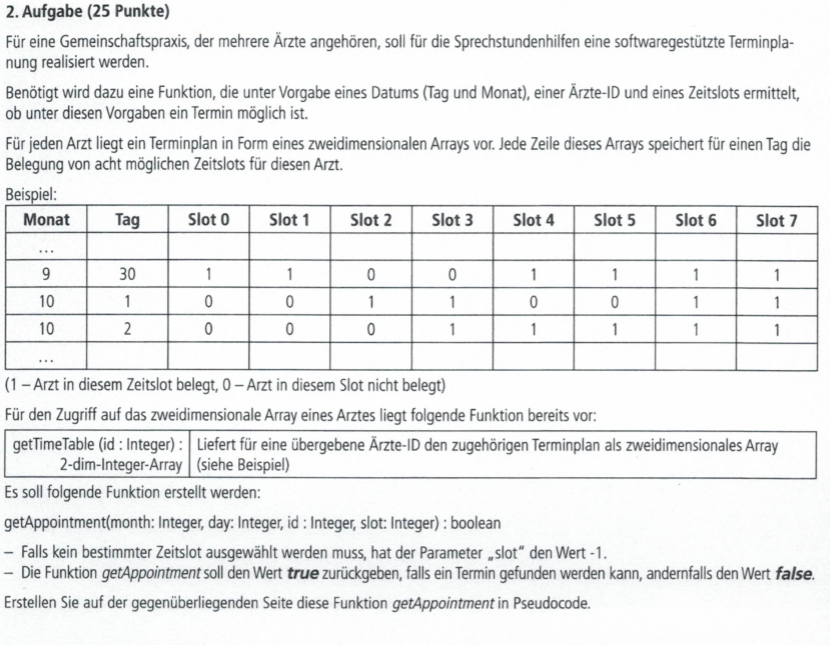 2. Aufgabe (25 Punkte)
Für eine Gemeinschaftspraxis, der mehrere Ärzte angehören, soll für die Sprechstundenhilfen eine softwaregestützte Terminpla-
nung realisiert werden.
Benötigt wird dazu eine Funktion, die unter Vorgabe eines Datums (Tag und Monat), einer Ärzte-ID und eines Zeitslots ermittelt,
ob unter diesen Vorgaben ein Termin möglich ist.
Für jeden Arzt liegt ein Terminplan in Form eines zweidimensionalen Arrays vor. Jede Zeile dieses Arrays speichert für einen Tag die
Belegung von acht möglichen Zeitslots für diesen Arzt.
Beispiel:
Monat Tag Slot 0 Slot 1 Slot 2 Slot 3 Slot 4 Slot 5 Slot 6 Slot 7
...
9 30 1 1 0 0 1 1 1 1
10 1 0 0 1 1 0 0 1 1
10 2 0 0 0 1 1 1 1 1
...
(1 – Arzt in diesem Zeitslot belegt, 0 – Arzt in diesem Slot nicht belegt)
Für den Zugriff auf das zweidimensionale Array eines Arztes liegt folgende Funktion bereits vor:
getTimeTable (id : Integer) : Liefert für eine übergebene Ärzte-ID den zugehörigen Terminplan als zweidimensionales Array
2-dim-Integer-Array (siehe Beispiel)
Es soll folgende Funktion erstellt werden:
getAppointment(month: Integer, day: Integer, id : Integer, slot: Integer) : boolean
– Falls kein bestimmter Zeitslot ausgewählt werden muss, hat der Parameter „slot“ den Wert -1.
– Die Funktion getAppointment soll den Wert true zurückgeben, falls ein Termin gefunden werden kann, andernfalls den Wert false.
Erstellen Sie auf der gegenüberliegenden Seite diese Funktion getAppointment in Pseudocode.